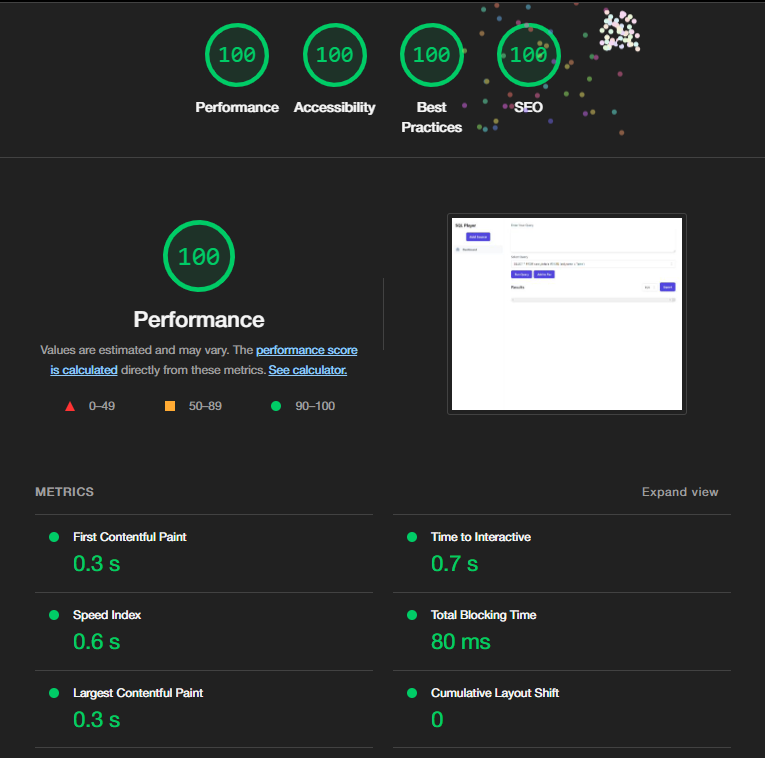 100 100 100 100
Performance Accessibility Best Practices SEO
100
Performance
Values are estimated and may vary. The performance score
is calculated directly from these metrics. See calculator.
0–49 50–89 90–100
SQL Player
Results
METRICS
Expand view
First Contentful Paint
0.3 s
Time to Interactive
0.7 s
Speed Index
0.6 s
Total Blocking Time
80 ms
Largest Contentful Paint
0.3 s
Cumulative Layout Shift
0